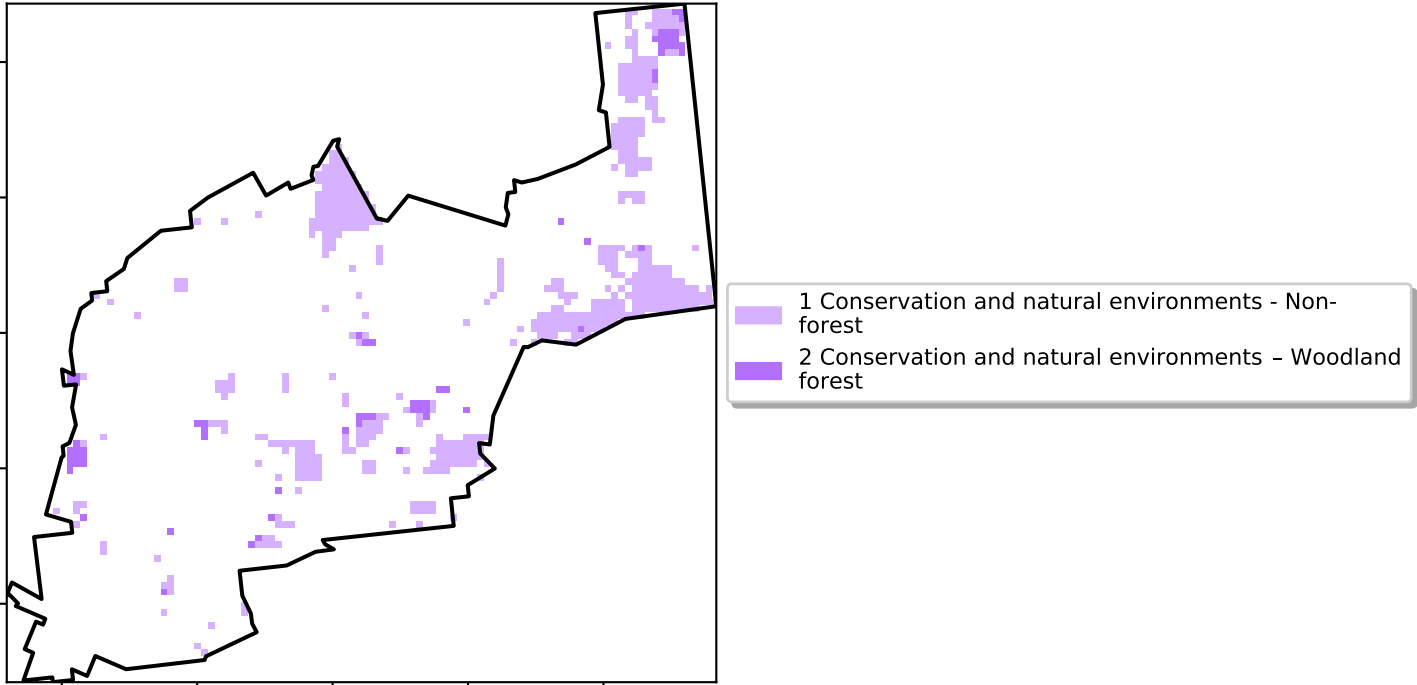 1 Conservation and natural environments - Non-
forest
2 Conservation and natural environments – Woodland
forest